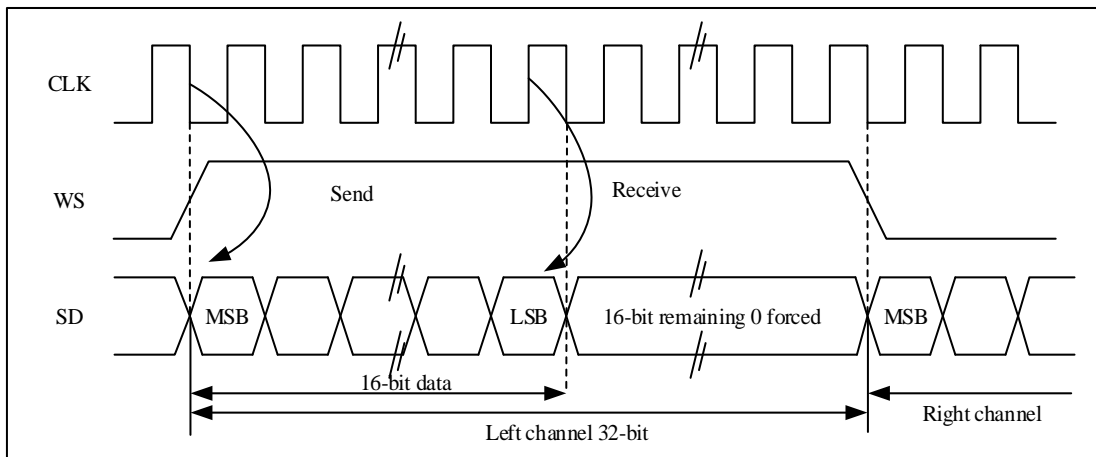 CLK
WS
Send
Receive
SD
MSB
LSB
16-bit remaining 0 forced
MSB
16-bit data
Left channel 32-bit
Right channel